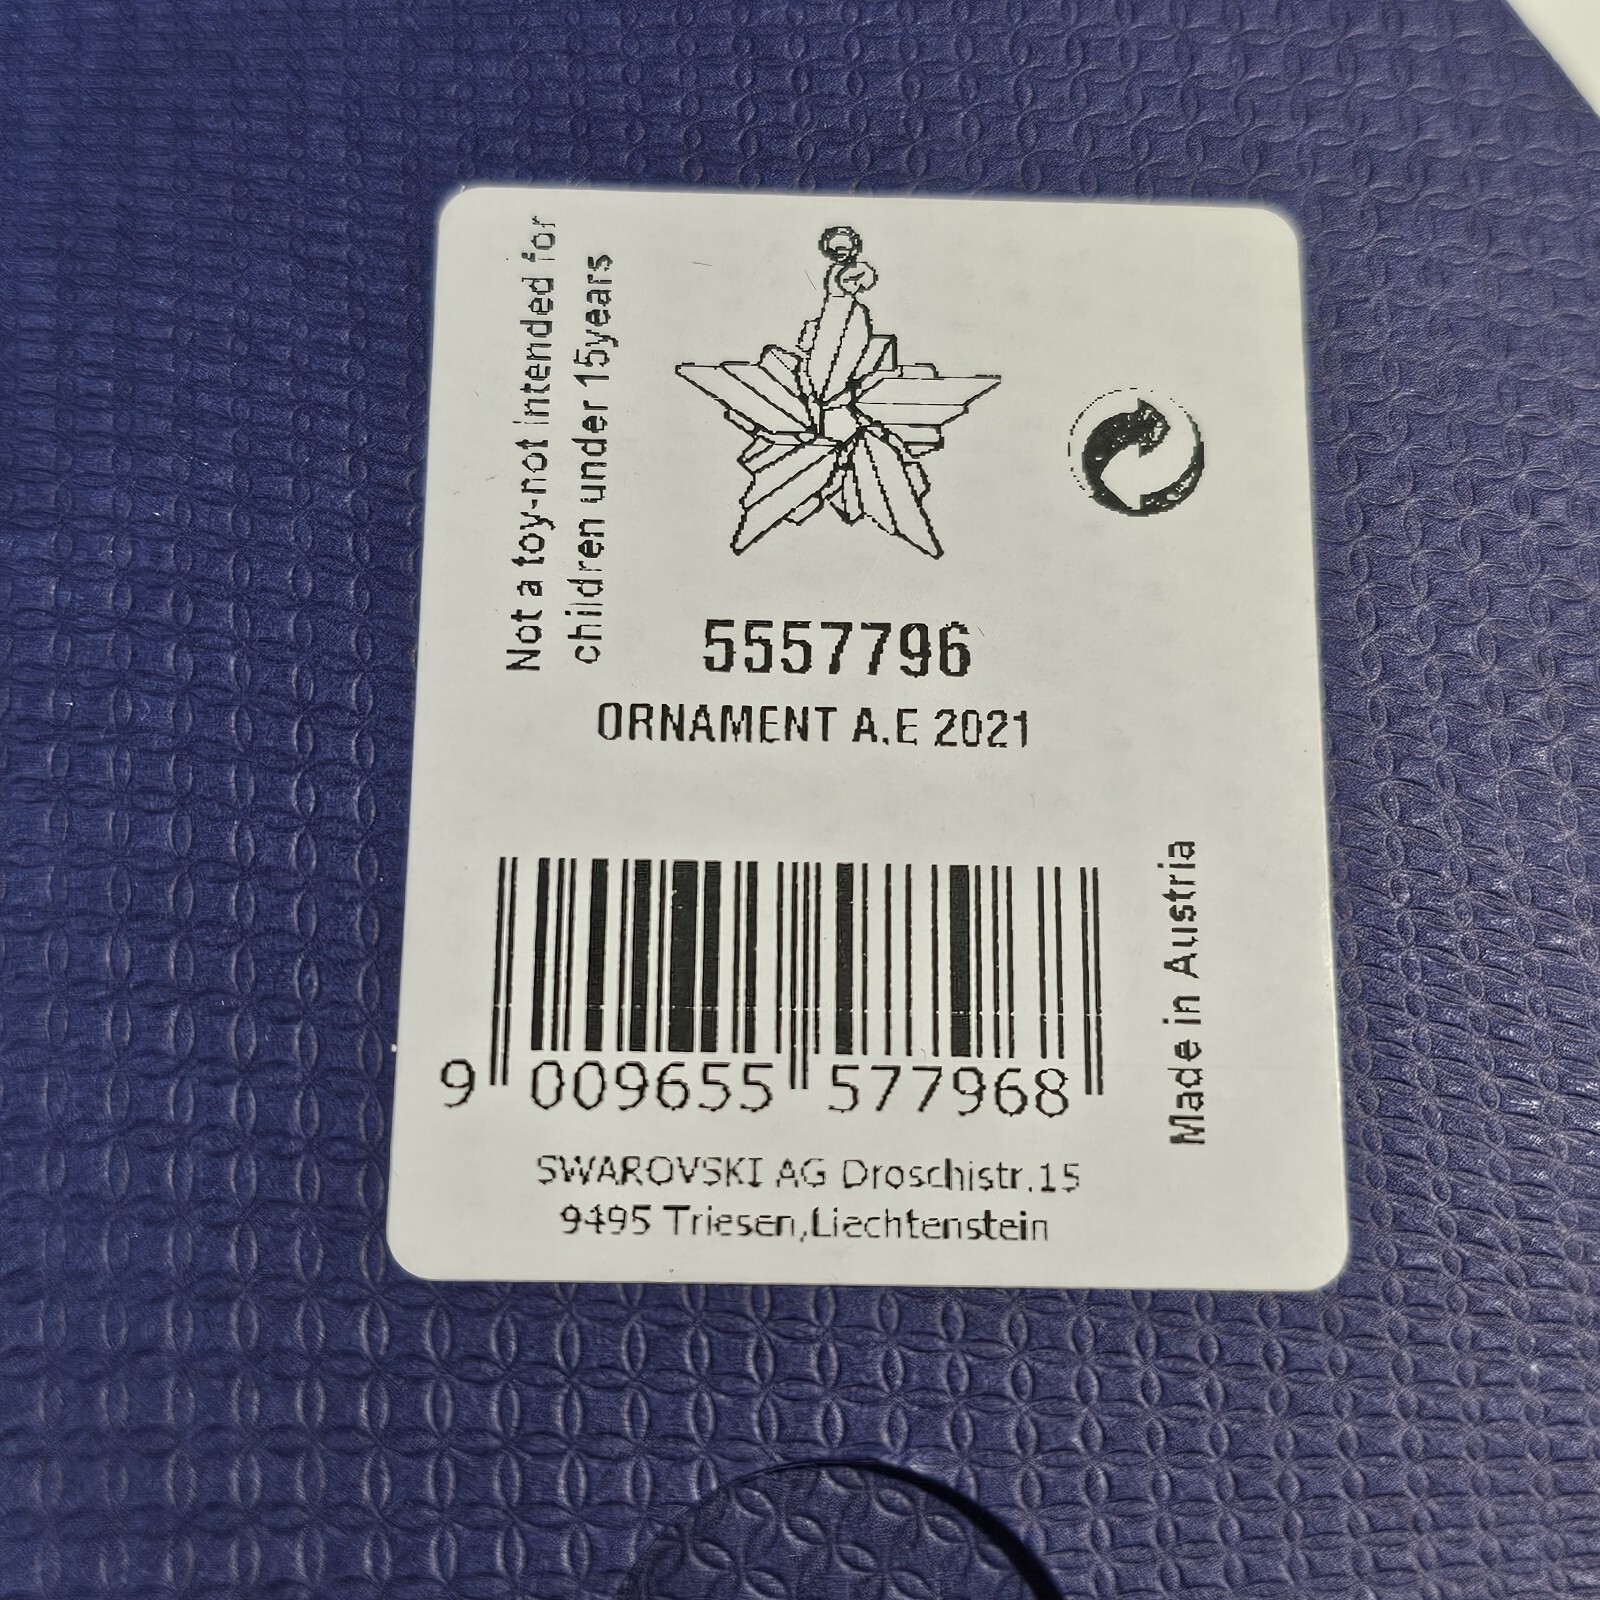 Not a toy-not intended for
children under 15years
5557796
ORNAMENT A.E 2021
9 009655 577968
Made in Austria
SWAROVSKI AG Droschistr.15
9495 Triesen,Liechtenstein